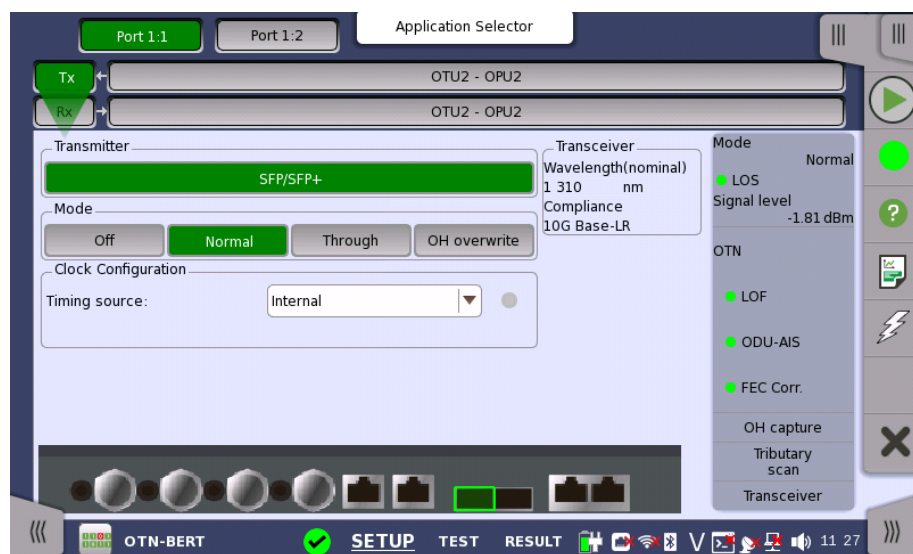 Port 1:1
Port 1:2
Application Selector
Tx
OTU2 - OPU2
Rx
OTU2 - OPU2
Transmitter
SFP/SFP+
Mode
Off
Normal
Through
OH overwrite
Clock Configuration
Timing source:
Internal
Transceiver
Wavelength(nominal)
1 310 nm
Compliance
10G Base-LR
Mode
Normal
LOS
Signal level
-1.81 dBm
OTN
LOF
ODU-AIS
FEC Corr.
OH capture
Tributary
scan
Transceiver
OTN-BERT
SETUP
TEST
RESULT
V
11 27